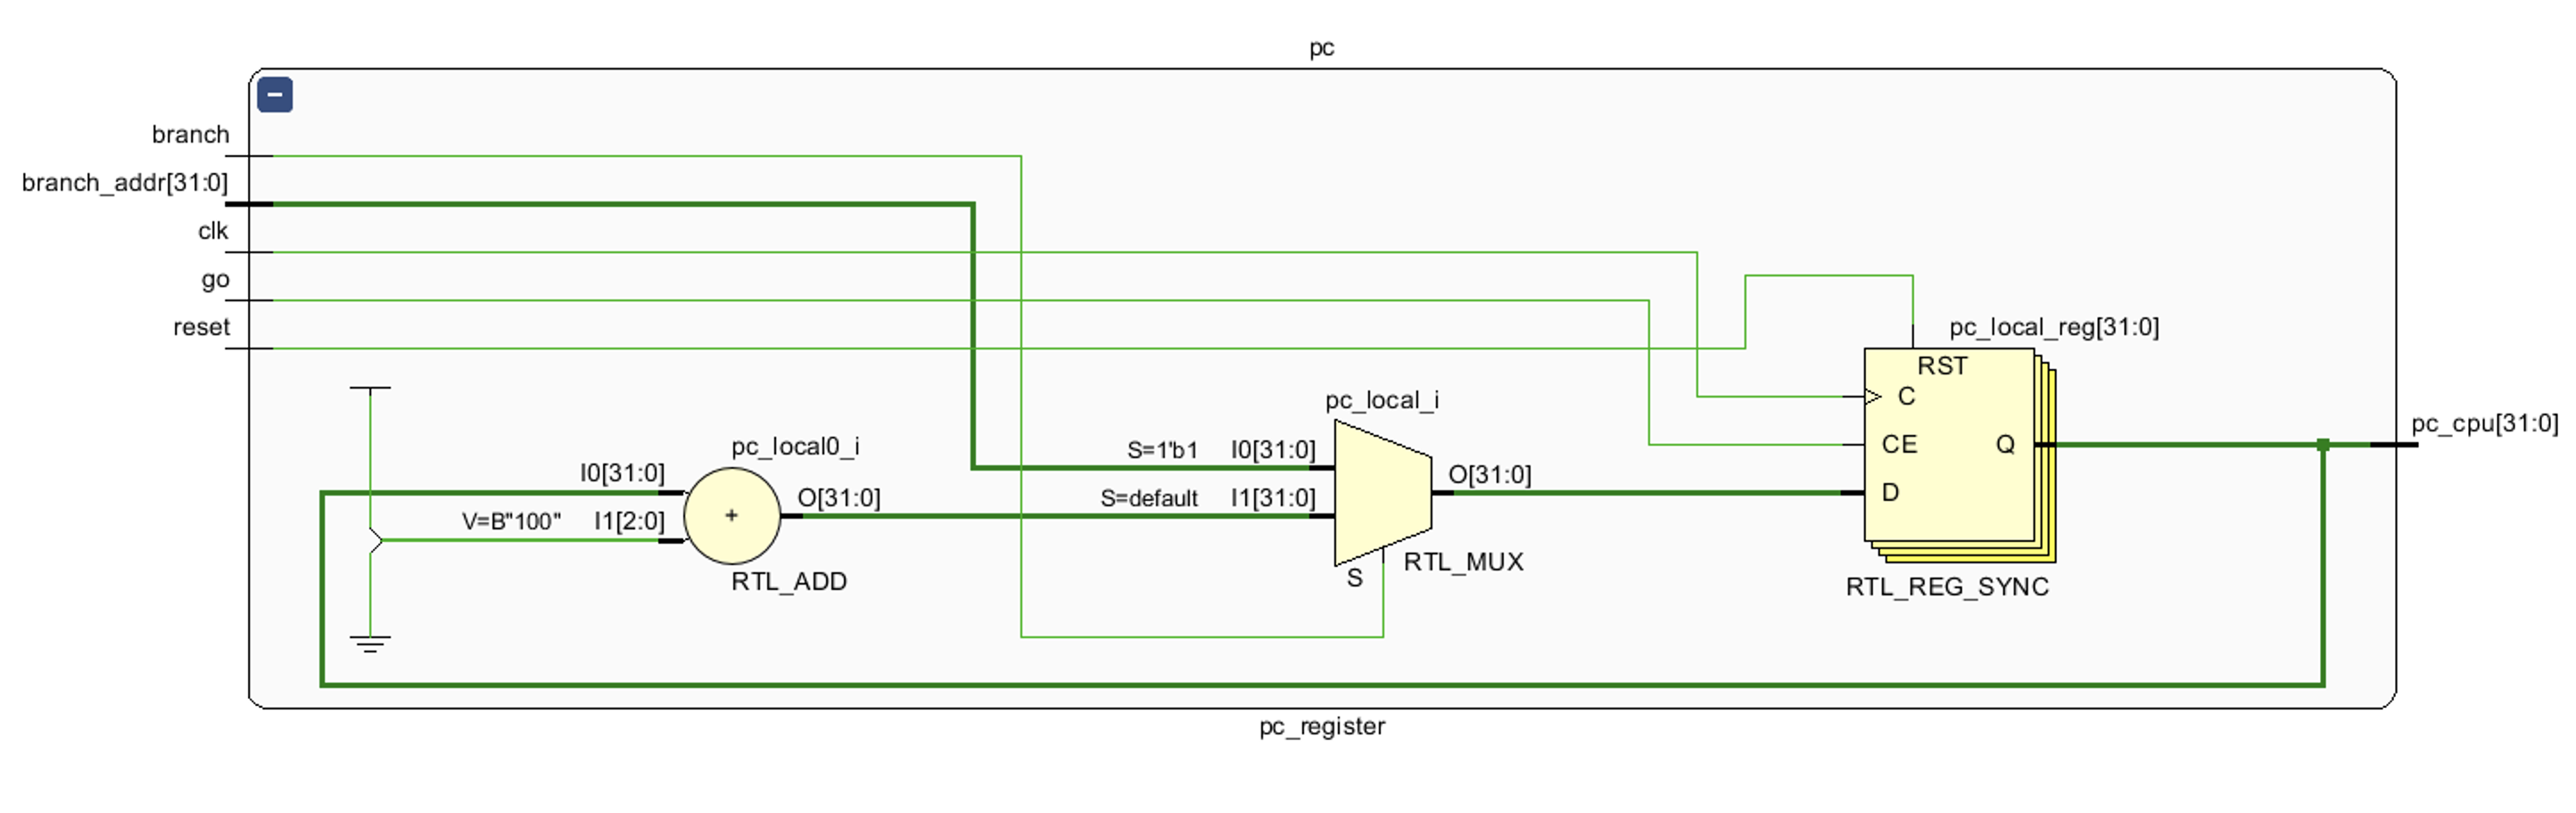 pc
branch
branch_addr[31:0]
clk
go
reset
pc_local_reg[31:0]
RST
C
CE
Q
D
RTL_REG_SYNC
pc_cpu[31:0]
pc_local_i
S=1'b1 I0[31:0]
S=default I1[31:0]
O[31:0]
S
RTL_MUX
pc_local0_i
I0[31:0]
V=B"100" I1[2:0]
+
O[31:0]
RTL_ADD
pc_register